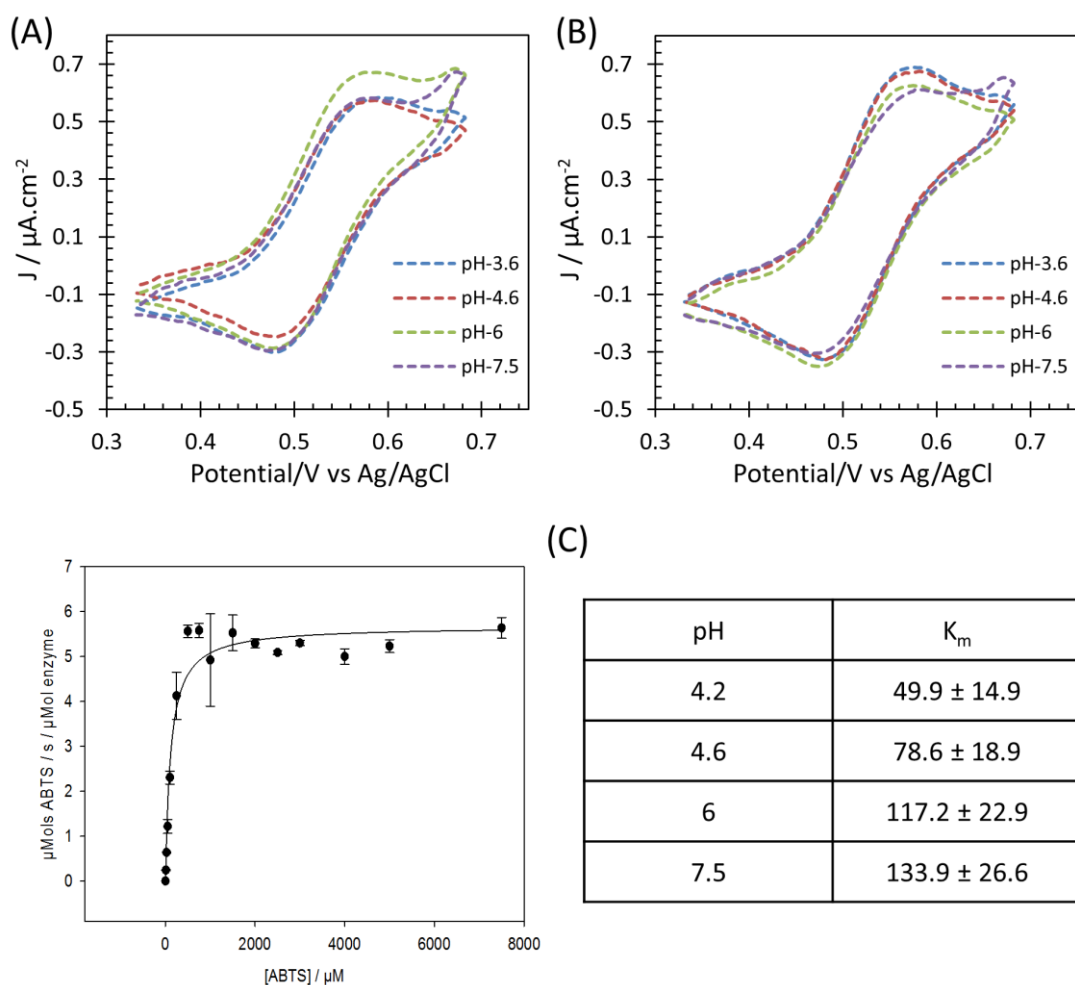 (A)
0.7
0.5
0.3
0.1
-0.1
-0.3
-0.5
J / µA.cm-2
pH-3.6
pH-4.6
pH-6
pH-7.5
0.3 0.4 0.5 0.6 0.7
Potential/V vs Ag/AgCl
(B)
0.7
0.5
0.3
0.1
-0.1
-0.3
-0.5
J / µA.cm-2
pH-3.6
pH-4.6
pH-6
pH-7.5
0.3 0.4 0.5 0.6 0.7
Potential/V vs Ag/AgCl
(C)
7
6
5
4
3
2
1
0
µMols ABTS / s / µMol enzyme
0 2000 4000 6000 8000
[ABTS] / µM
pH Km
4.2 49.9 ± 14.9
4.6 78.6 ± 18.9
6 117.2 ± 22.9
7.5 133.9 ± 26.6